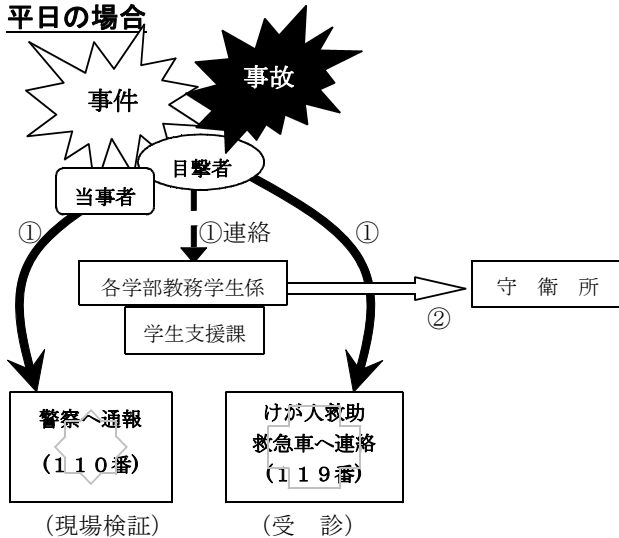 平日の場合
事故
事件
目撃者
当事者
①
①連絡
①
各学部教務学生係
守 衛 所
②
学生支援課
警察へ通報
（１１０番）
けが人救助
救急車へ連絡
（１１９番）
（現場検証）
（受 診）